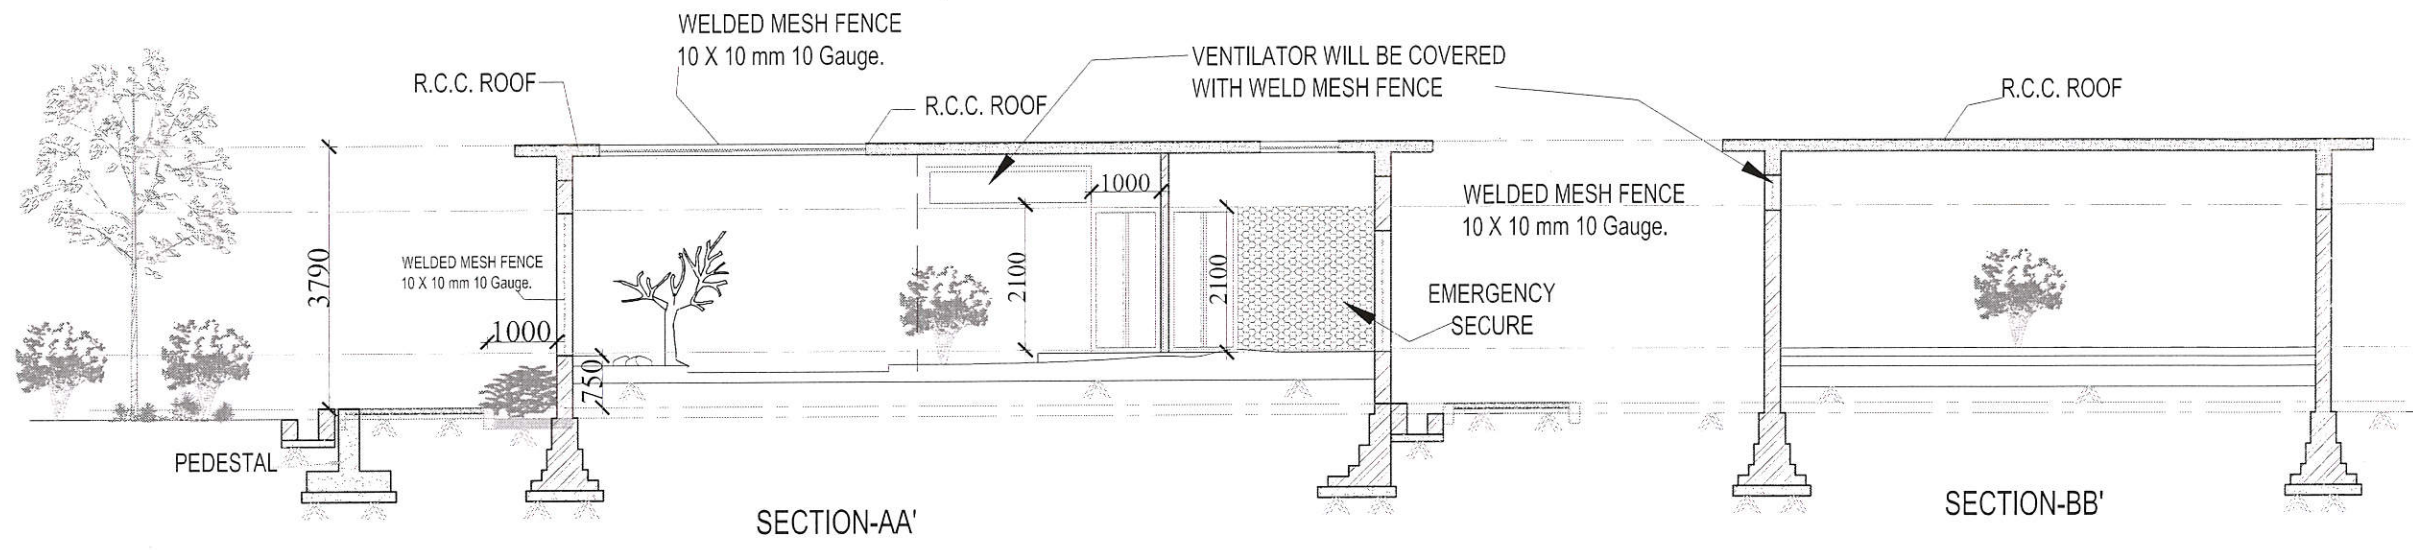 WELDED MESH FENCE
10 X 10 mm 10 Gauge.
R.C.C. ROOF
R.C.C. ROOF
VENTILATOR WILL BE COVERED
WITH WELD MESH FENCE
R.C.C. ROOF
1000
WELDED MESH FENCE
10 X 10 mm 10 Gauge.
3790
WELDED MESH FENCE
10 X 10 mm 10 Gauge.
2100
2100
EMERGENCY
SECURE
1000
750
PEDESTAL
SECTION-AA'
SECTION-BB'